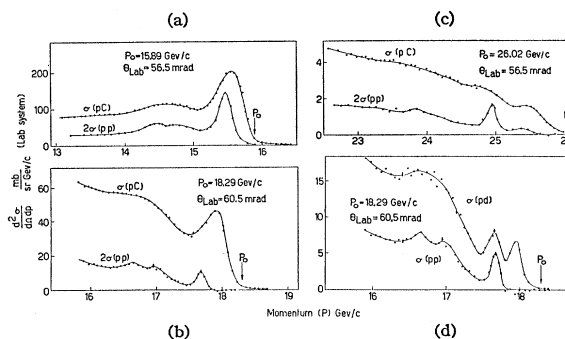 (a)
(c)
P₀=15.89 Gev/c
θLab=56.5 mrad
σ(pC)
2σ(pp)
P₀
200
100
0
13
14
15
16
σ(pC)
P₀=26.02 Gev/c
θLab=56.5 mrad
2σ(pp)
P₀
4
2
0
23
24
25
26
(Lab system)
d²σ/dΩdp mb/sr Gev/c
σ(pC)
P₀=18.29 Gev/c
θLab=60.5 mrad
2σ(pp)
P₀
60
40
20
0
16
17
18
19
P₀=18.29 Gev/c
θLab=60.5 mrad
σ(pd)
σ(pp)
P₀
15
10
5
0
16
17
18
Momentum (P) Gev/c
(b)
(d)